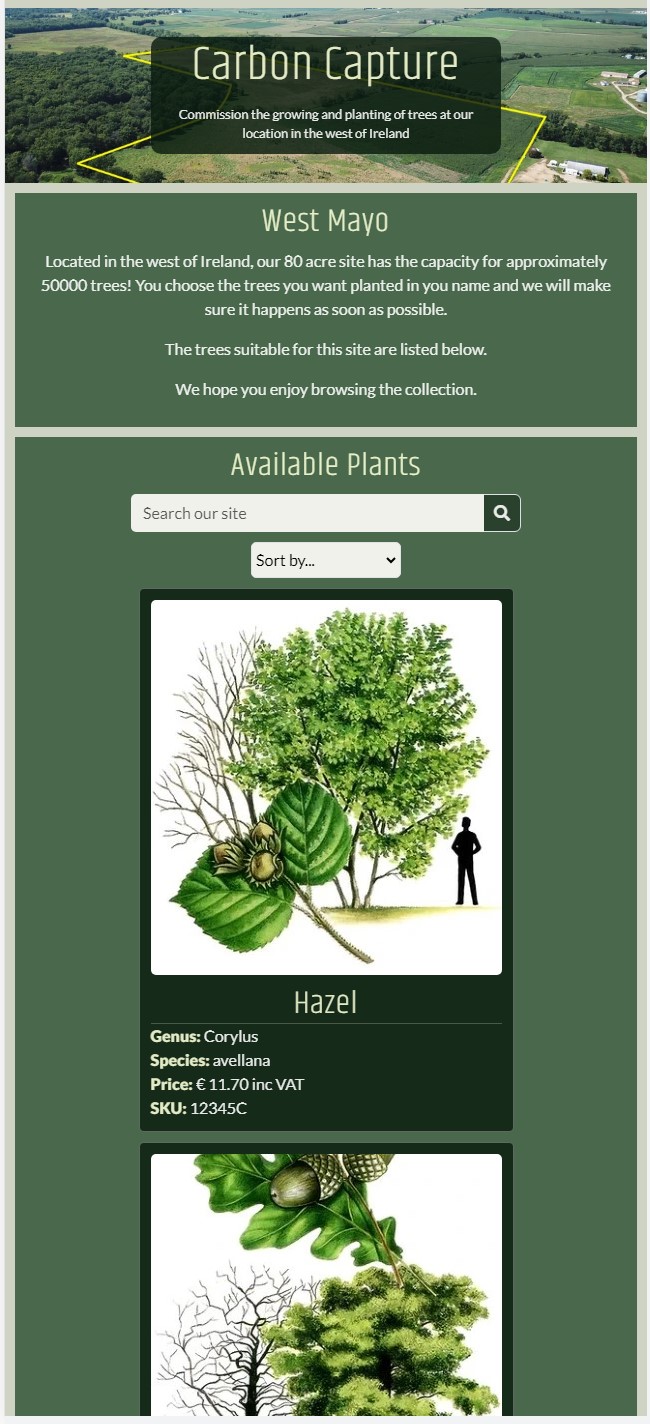 Carbon Capture
Commission the growing and planting of trees at our
location in the west of Ireland
West Mayo
Located in the west of Ireland, our 80 acre site has the capacity for approximately
50000 trees! You choose the trees you want planted in you name and we will make
sure it happens as soon as possible.
The trees suitable for this site are listed below.
We hope you enjoy browsing the collection.
Available Plants
Search our site
Sort by...
Hazel
Genus: Corylus
Species: avellana
Price: € 11.70 inc VAT
SKU: 12345C